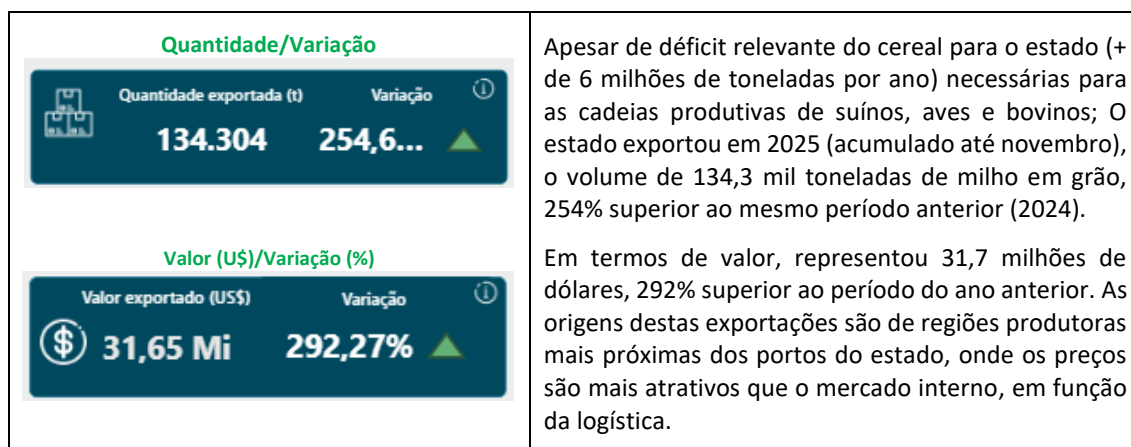 Quantidade/Variação
Quantidade exportada (t) Variação
134.304 254,6...
Valor (U$)/Variação (%)
Valor exportado (US$) Variação
31,65 Mi 292,27%
Apesar de déficit relevante do cereal para o estado (+
de 6 milhões de toneladas por ano) necessárias para
as cadeias produtivas de suínos, aves e bovinos; O
estado exportou em 2025 (acumulado até novembro),
o volume de 134,3 mil toneladas de milho em grão,
254% superior ao mesmo período anterior (2024).
Em termos de valor, representou 31,7 milhões de
dólares, 292% superior ao período do ano anterior. As
origens destas exportações são de regiões produtoras
mais próximas dos portos do estado, onde os preços
são mais atrativos que o mercado interno, em função
da logística.